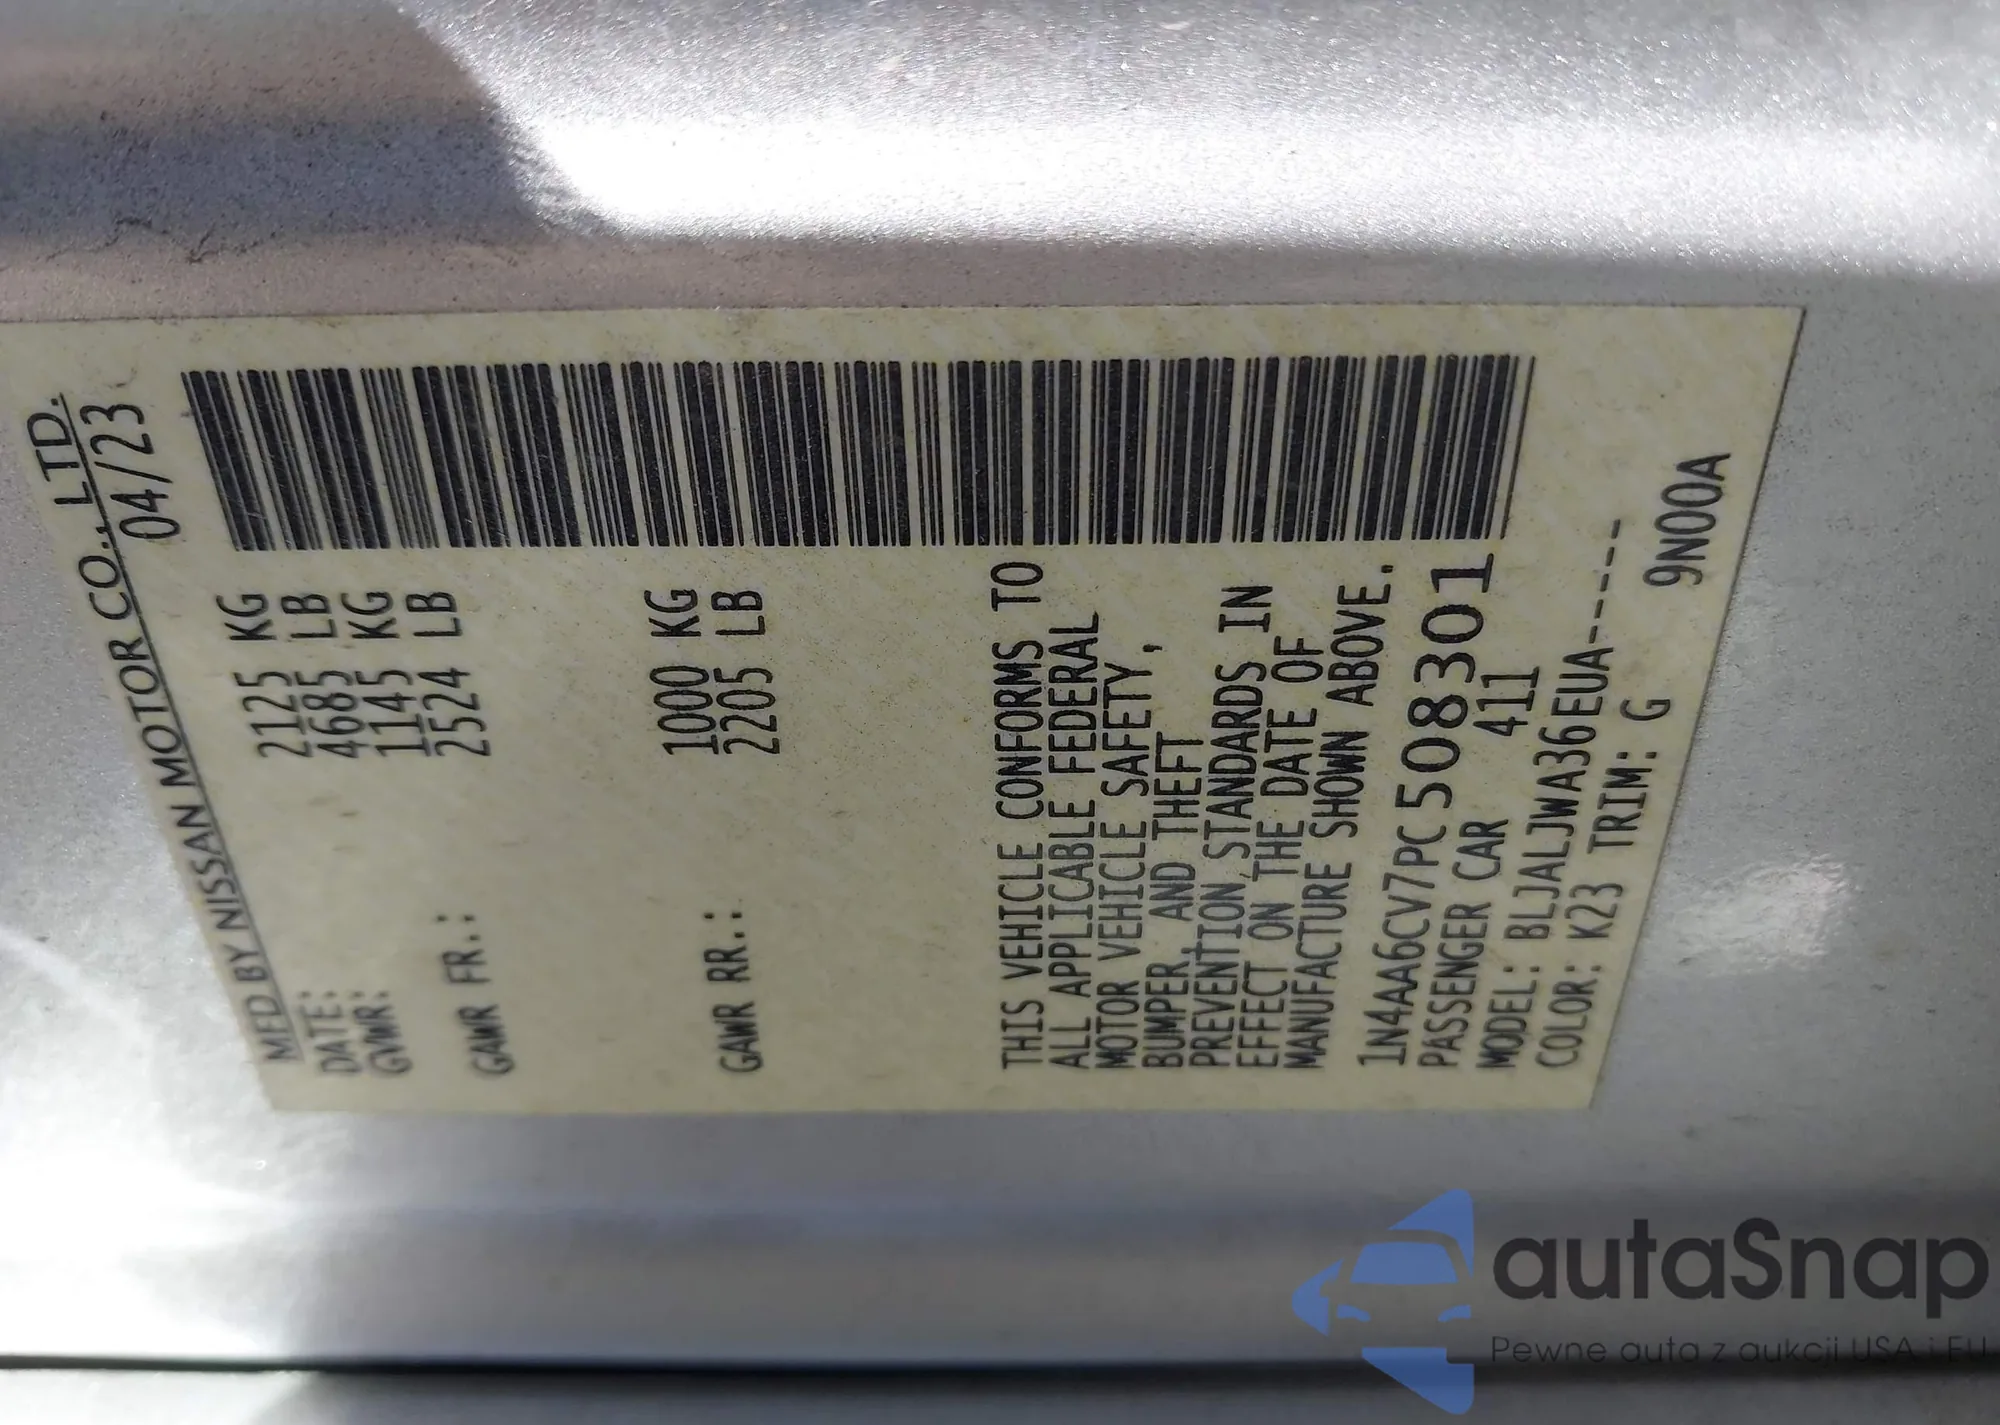 MFD BY NISSAN MOTOR CO., LTD.
DATE: 04/23
GVWR: 2125 KG
4685 LB
GAWR FR.: 1145 KG
2524 LB
GAWR RR.: 1000 KG
2205 LB
THIS VEHICLE CONFORMS TO
ALL APPLICABLE FEDERAL
MOTOR VEHICLE SAFETY,
BUMPER, AND THEFT
PREVENTION STANDARDS IN
EFFECT ON THE DATE OF
MANUFACTURE SHOWN ABOVE.
1N4AA6CV7PC508301
PASSENGER CAR 411
MODEL: BLJALJWA36EUA-----
COLOR: K23 TRIM: G 9N00A
autaSnap
Pewne auta z aukcji USA i EU